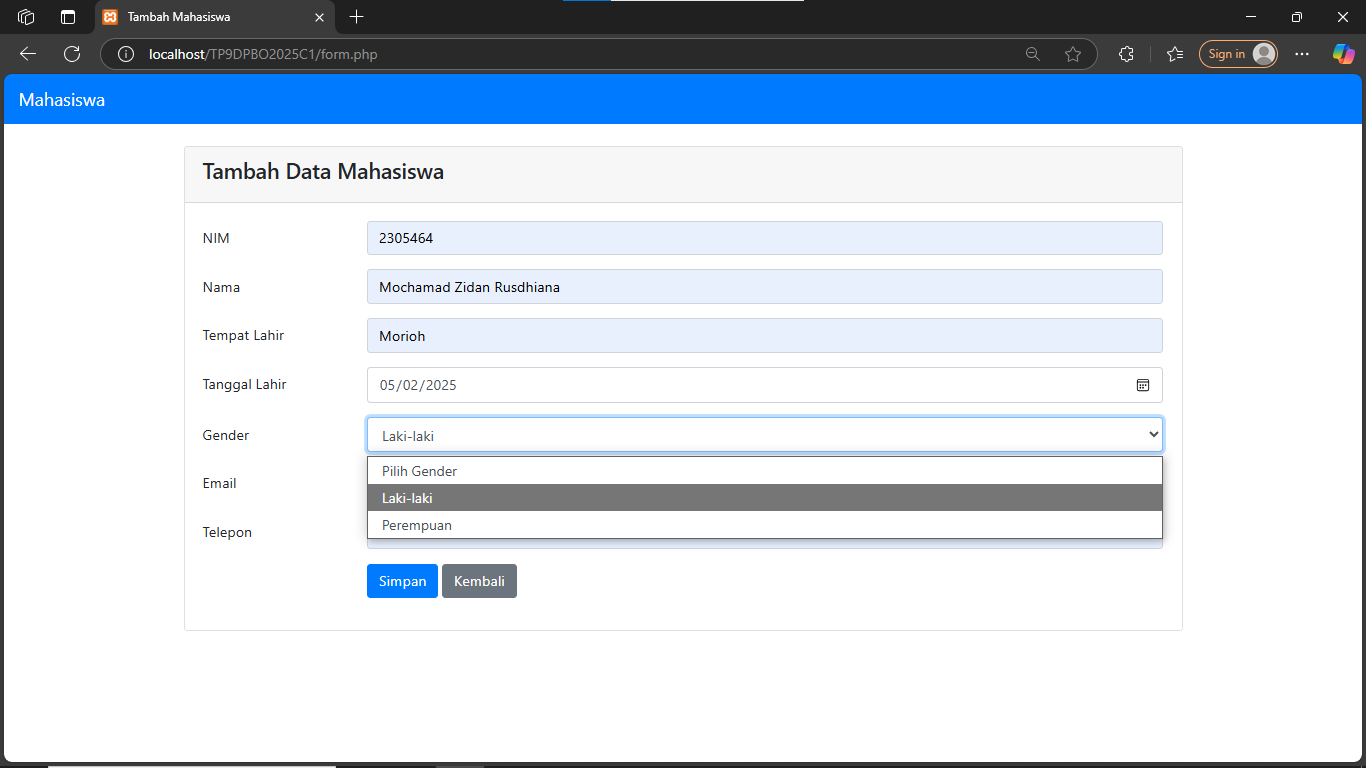 Tambah Mahasiswa
localhost/TP9DPBO2025C1/form.php
Sign in
Mahasiswa
Tambah Data Mahasiswa
NIM
2305464
Nama
Mochamad Zidan Rusdhiana
Tempat Lahir
Morioh
Tanggal Lahir
05/02/2025
Gender
Laki-laki
Pilih Gender
Email
Laki-laki
Perempuan
Telepon
Simpan Kembali